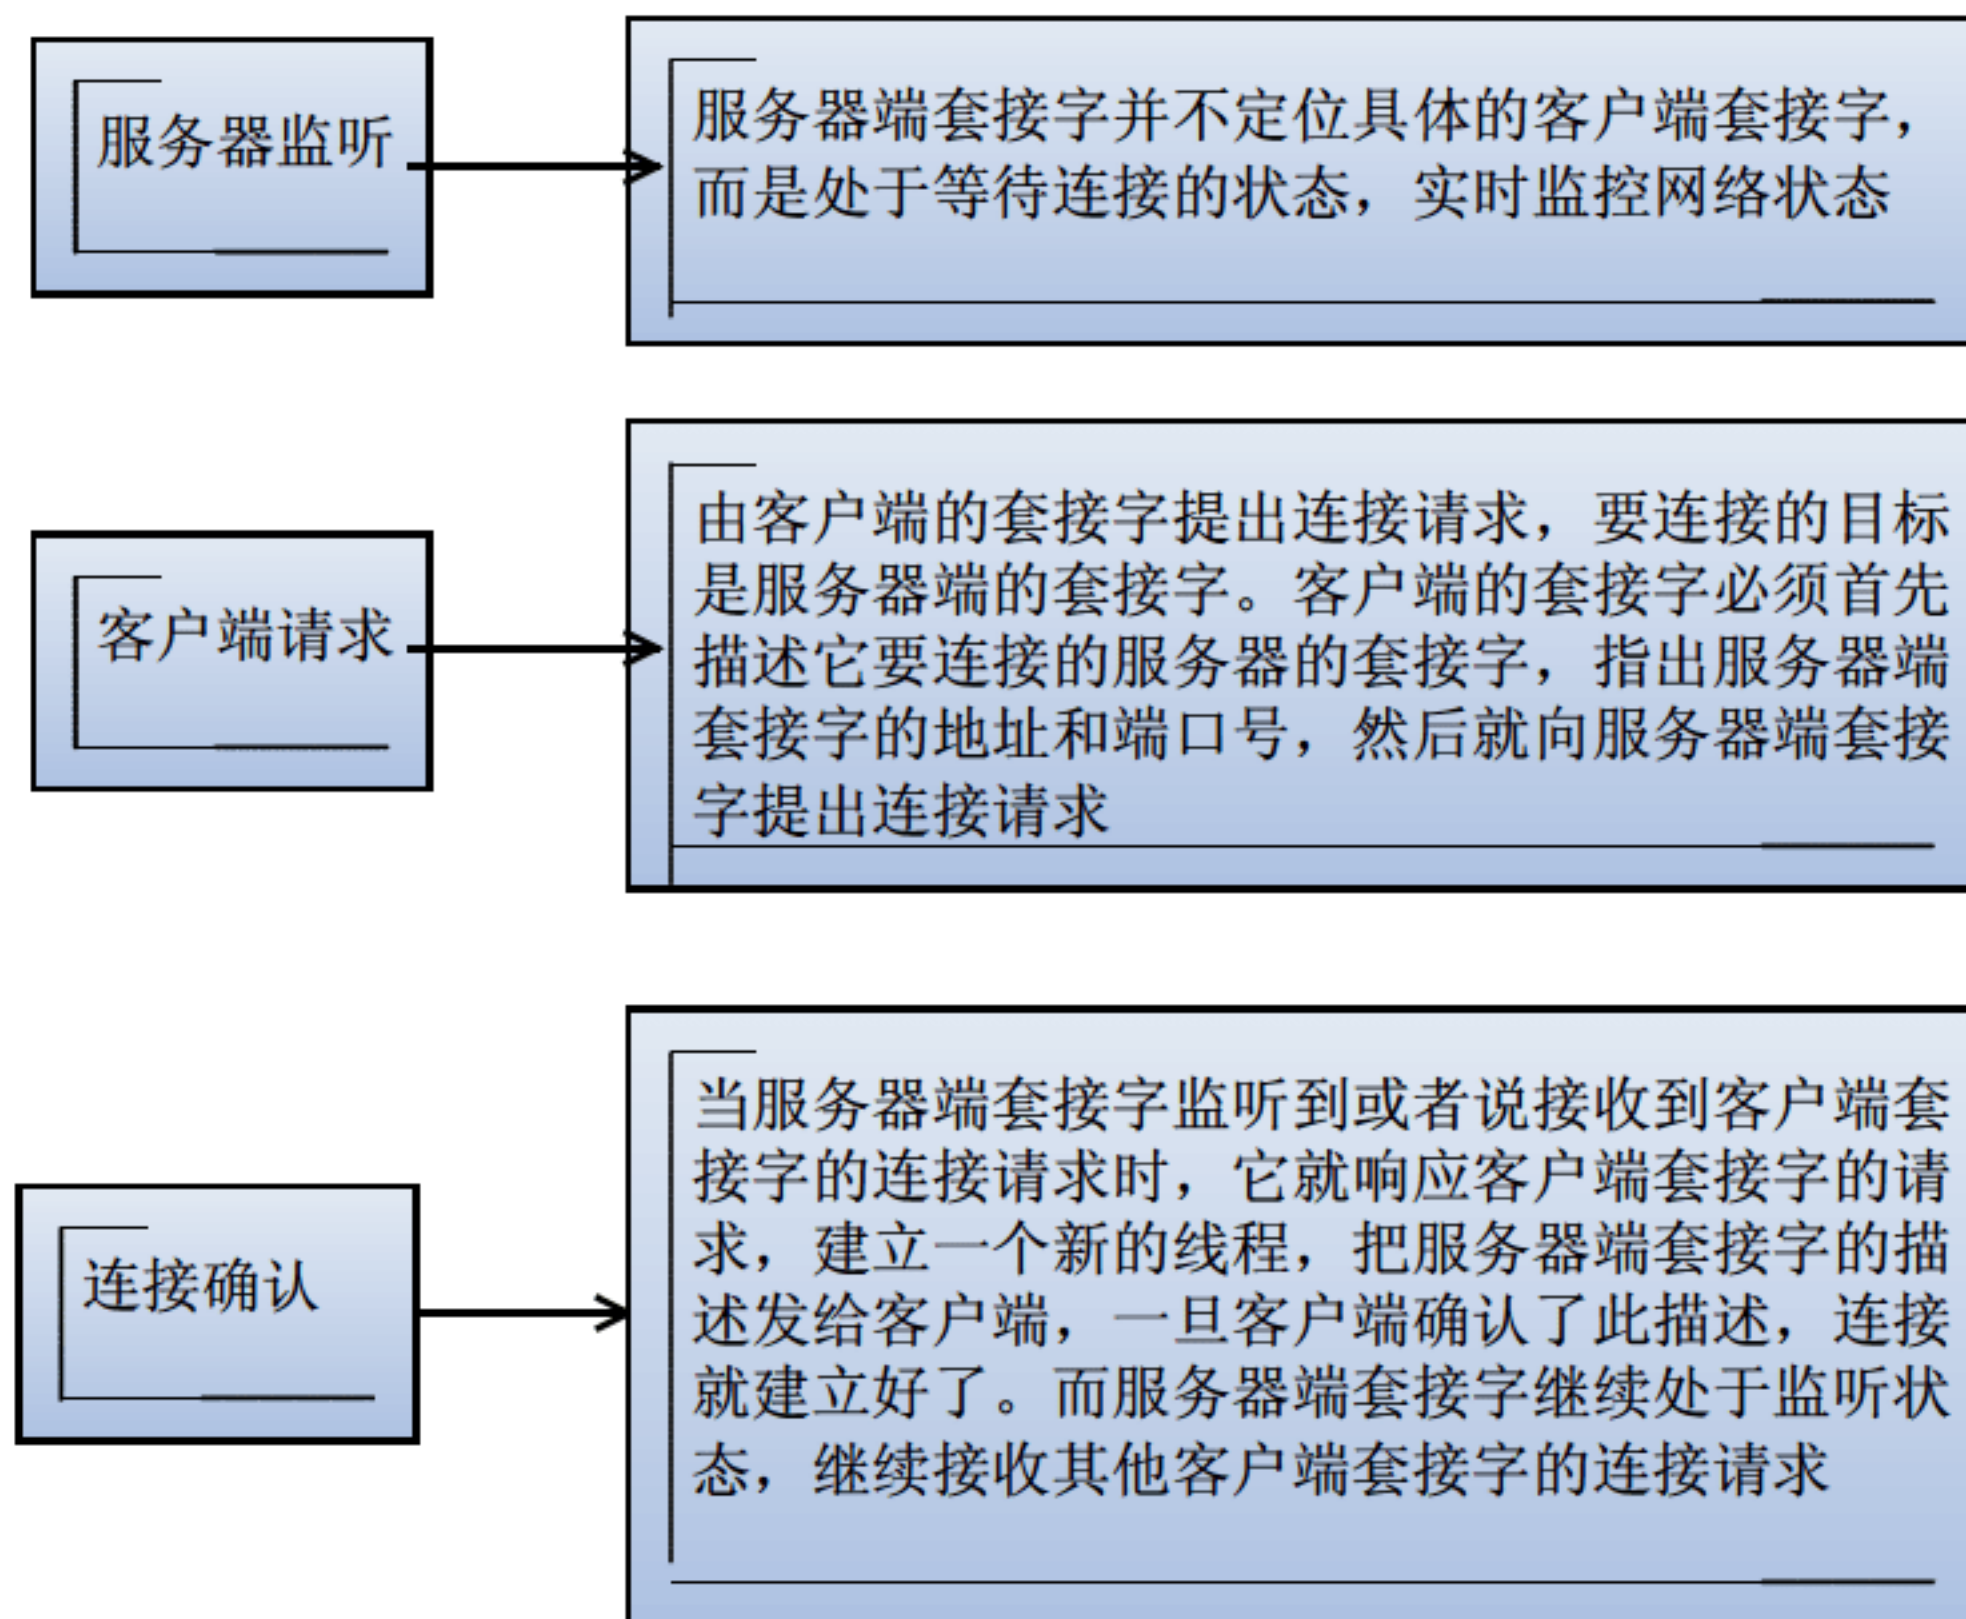 服务器监听
服务器端套接字并不定位具体的客户端套接字，
而是处于等待连接的状态，实时监控网络状态
客户端请求
由客户端的套接字提出连接请求，要连接的目标
是服务器端的套接字。客户端的套接字必须首先
描述它要连接的服务器的套接字，指出服务器端
套接字的地址和端口号，然后就向服务器端套接
字提出连接请求
连接确认
当服务器端套接字监听到或者说接收到客户端套
接字的连接请求时，它就响应客户端套接字的请
求，建立一个新的线程，把服务器端套接字的描
述发给客户端，一旦客户端确认了此描述，连接
就建立好了。而服务器端套接字继续处于监听状
态，继续接收其他客户端套接字的连接请求